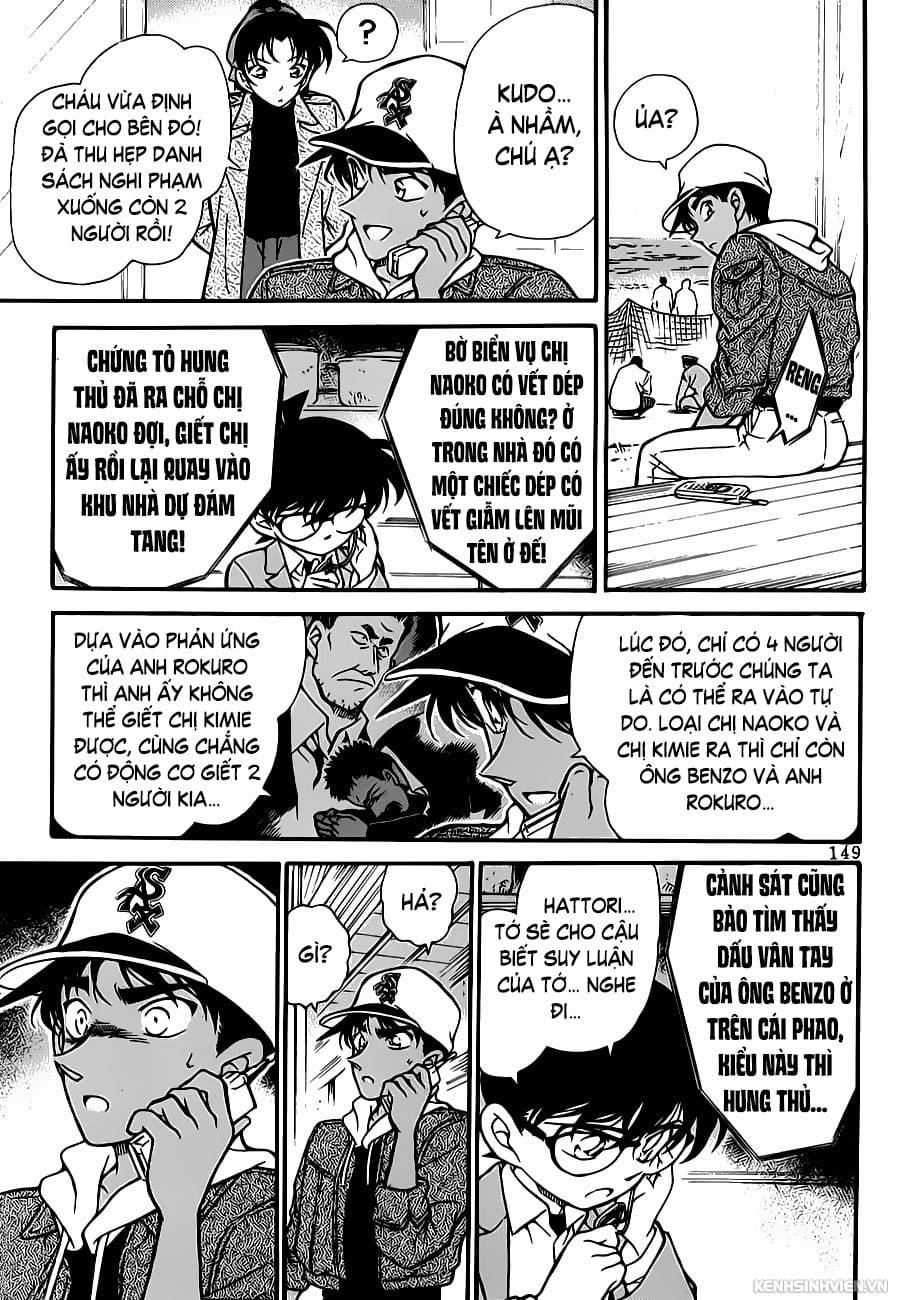 ỦA?
RENG
...
KUDO...
À NHẦM,
CHÚ Ạ?
?
CHÁU VỪA ĐỊNH
GỌI CHO BÊN ĐÓ!
ĐÃ THU HẸP DANH
SÁCH NGHI PHẠM
XUỐNG CÒN 2
NGƯỜI RỒI!
BỜ BIỂN VỤ CHỊ
NAOKO CÓ VẾT DÉP
ĐÚNG KHÔNG? Ở
TRONG NHÀ ĐÓ CÓ
MỘT CHIẾC DÉP CÓ
VẾT GIẪM LÊN MŨI
TÊN Ở ĐẾ!
CHỨNG TỎ HUNG
THỦ ĐÃ RA CHỖ CHỊ
NAOKO ĐỢI, GIẾT CHỊ
ẤY RỒI LẠI QUAY VÀO
KHU NHÀ DỰ ĐÁM
TANG!
LÚC ĐÓ, CHỈ CÓ 4 NGƯỜI
ĐẾN TRƯỚC CHÚNG TA
LÀ CÓ THỂ RA VÀO TỰ
DO. LOẠI CHỊ NAOKO VÀ
CHỊ KIMIE RA THÌ CHỈ CÒN
ÔNG BENZO VÀ ANH
ROKURO...
DỰA VÀO PHẢN ỨNG
CỦA ANH ROKURO
THÌ ANH ẤY KHÔNG
THỂ GIẾT CHỊ KIMIE
ĐƯỢC, CŨNG CHẲNG
CÓ ĐỘNG CƠ GIẾT 2
NGƯỜI KIA...
149
CẢNH SÁT CŨNG
BẢO TÌM THẤY
DẤU VÂN TAY
CỦA ÔNG BENZO Ở
TRÊN CÁI PHAO,
KIỂU NÀY THÌ
HUNG THỦ...
HATTORI...
TỚ SẼ CHO CẬU
BIẾT SUY LUẬN
CỦA TỚ... NGHE
ĐI...
HẢ?
GÌ?
SAX
KENHSINHVIEN.VN